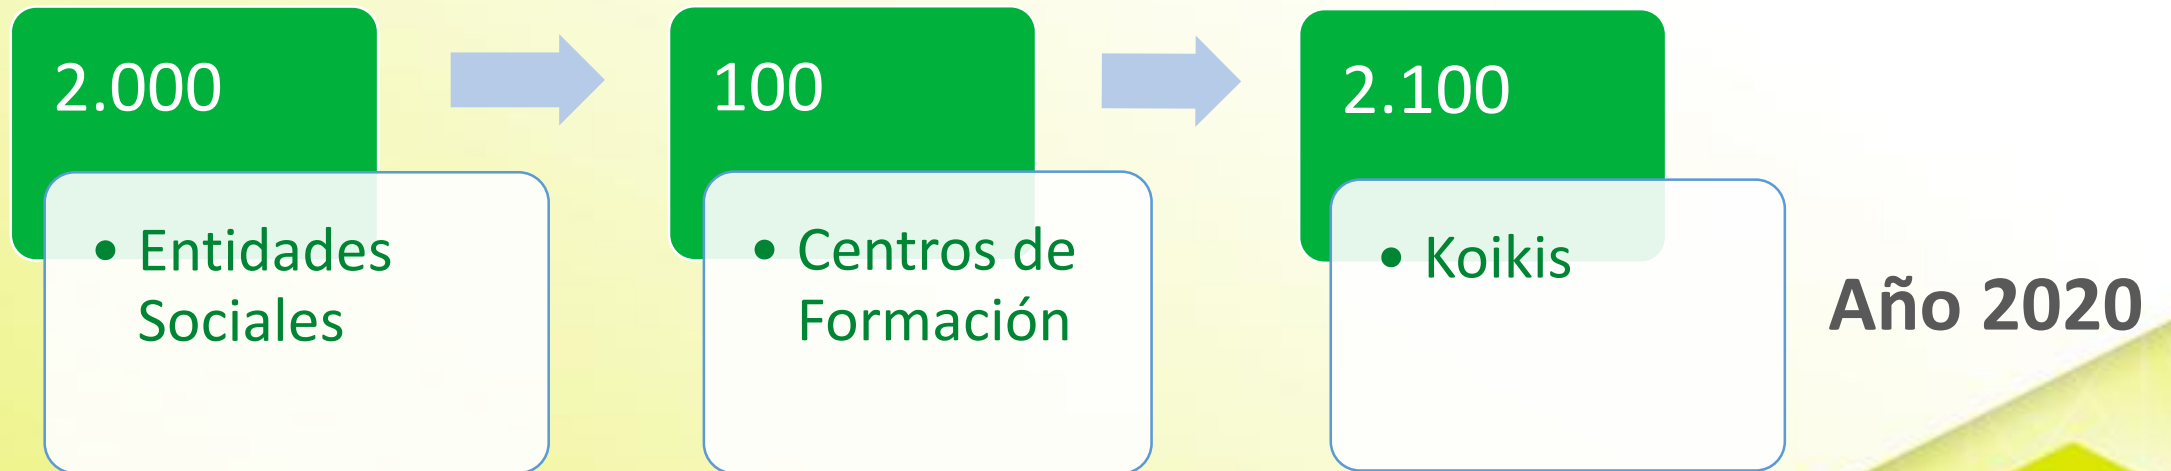 2.000
• Entidades
Sociales
100
• Centros de
Formación
2.100
• Koikis
Año 2020